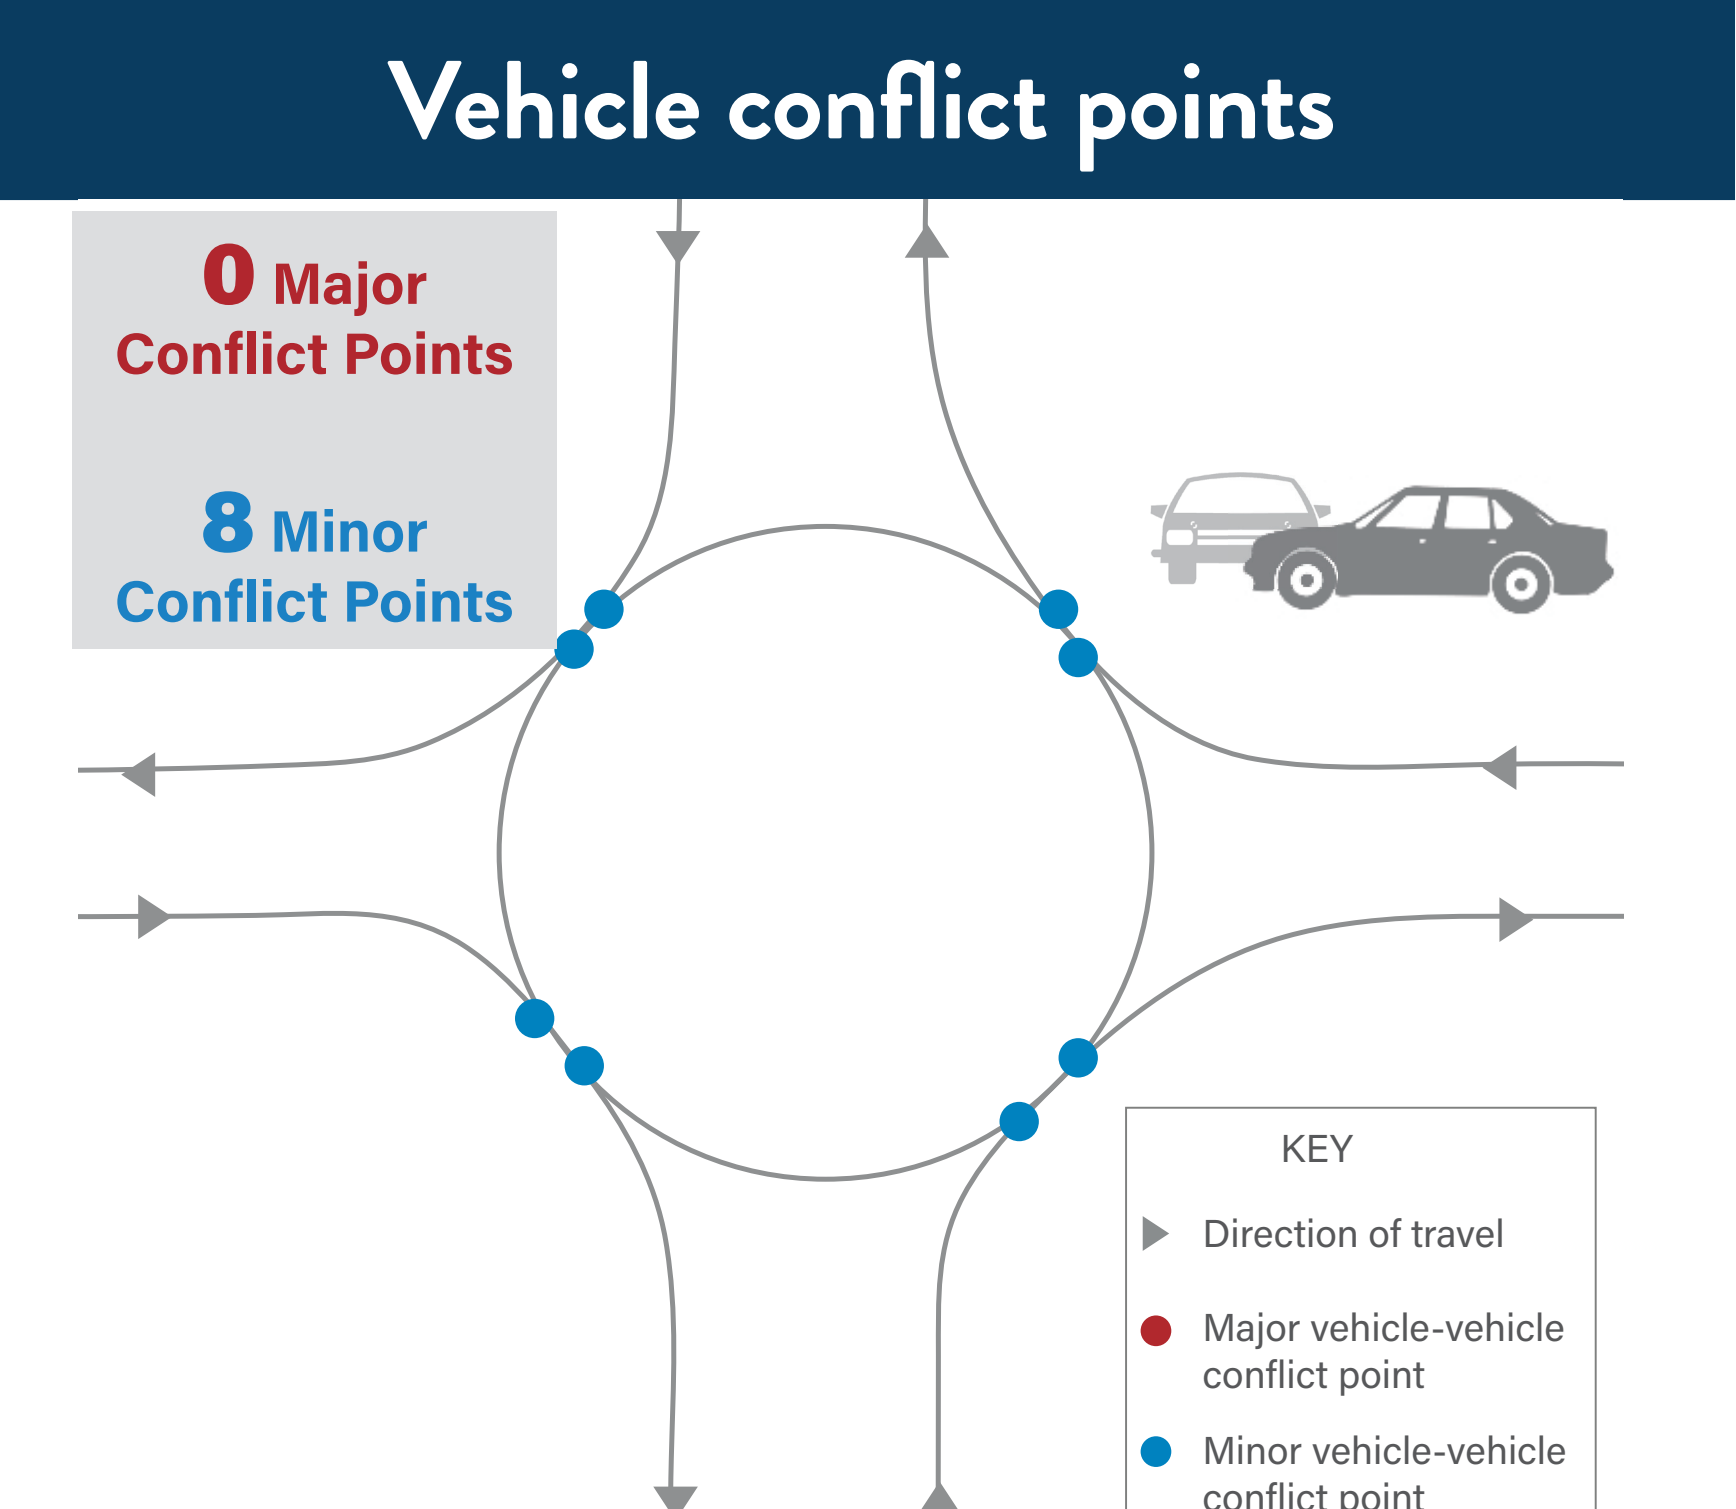 Vehicle conflict points
0 Major
Conflict Points
8 Minor
Conflict Points
KEY
Direction of travel
Major vehicle-vehicle
conflict point
Minor vehicle-vehicle
conflict point